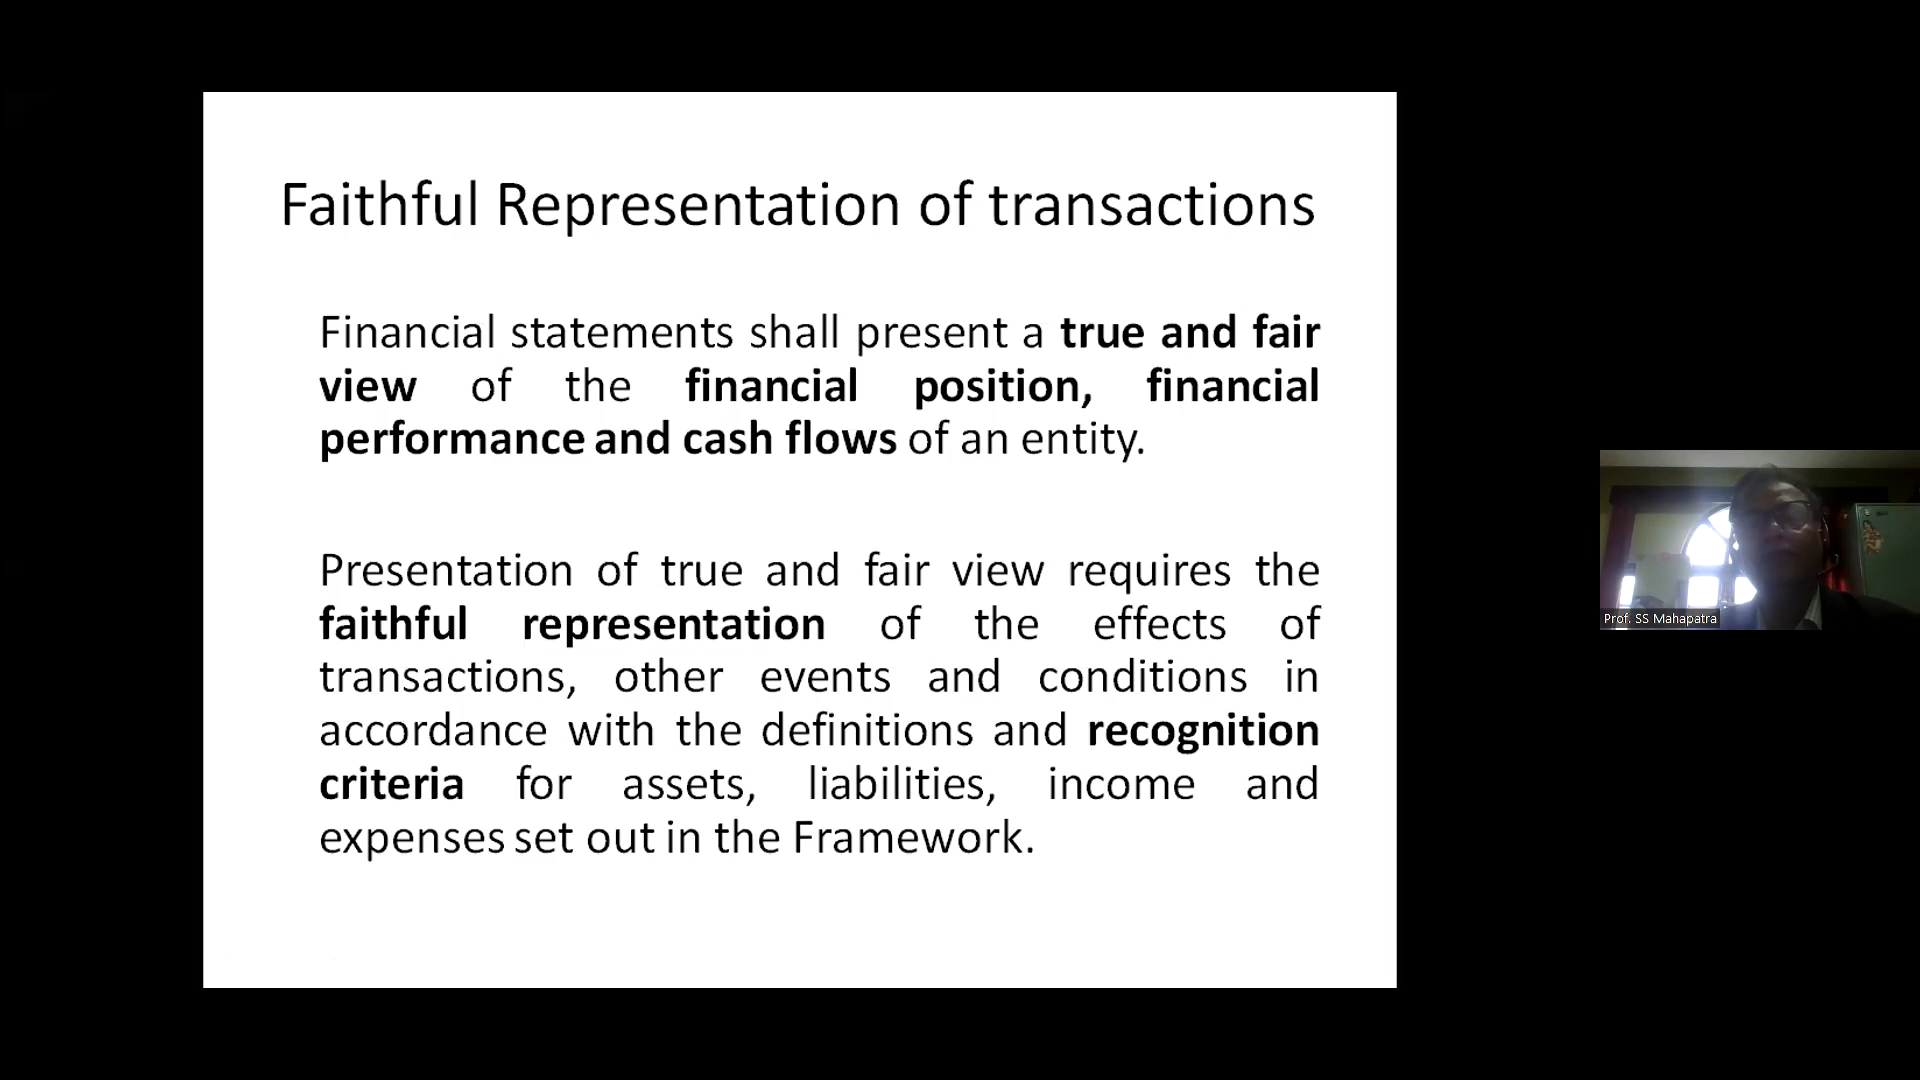 Faithful Representation of transactions
Financial statements shall present a true and fair
view of the financial position, financial
performance and cash flows of an entity.
Presentation of true and fair view requires the
faithful representation of the effects of
transactions, other events and conditions in
accordance with the definitions and recognition
criteria for assets, liabilities, income and
expenses set out in the Framework.
Prof. SS Mahapatra